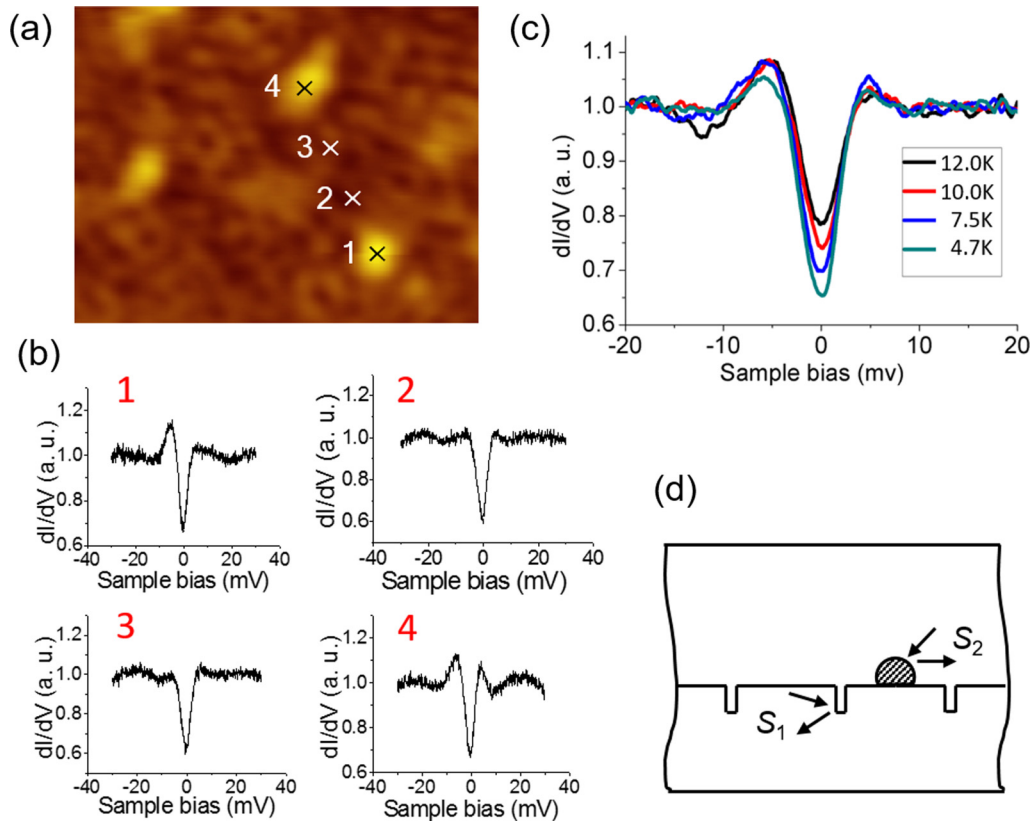 (a)
4
3
2
1
(b)
1
dI/dV (a. u.)
1.2
1.0
0.8
0.6
-40 -20 0 20 40
Sample bias (mV)
2
dI/dV (a. u.)
1.2
1.0
0.8
0.6
-40 -20 0 20 40
Sample bias (mV)
3
dI/dV (a. u.)
1.2
1.0
0.8
0.6
-40 -20 0 20 40
Sample bias (mV)
4
dI/dV (a. u.)
1.2
1.0
0.8
0.6
-40 -20 0 20 40
Sample bias (mV)
(c)
dI/dV (a. u.)
1.1
1.0
0.9
0.8
0.7
0.6
12.0K
10.0K
7.5K
4.7K
-20 -10 0 10 20
Sample bias (mv)
(d)
S2
S1